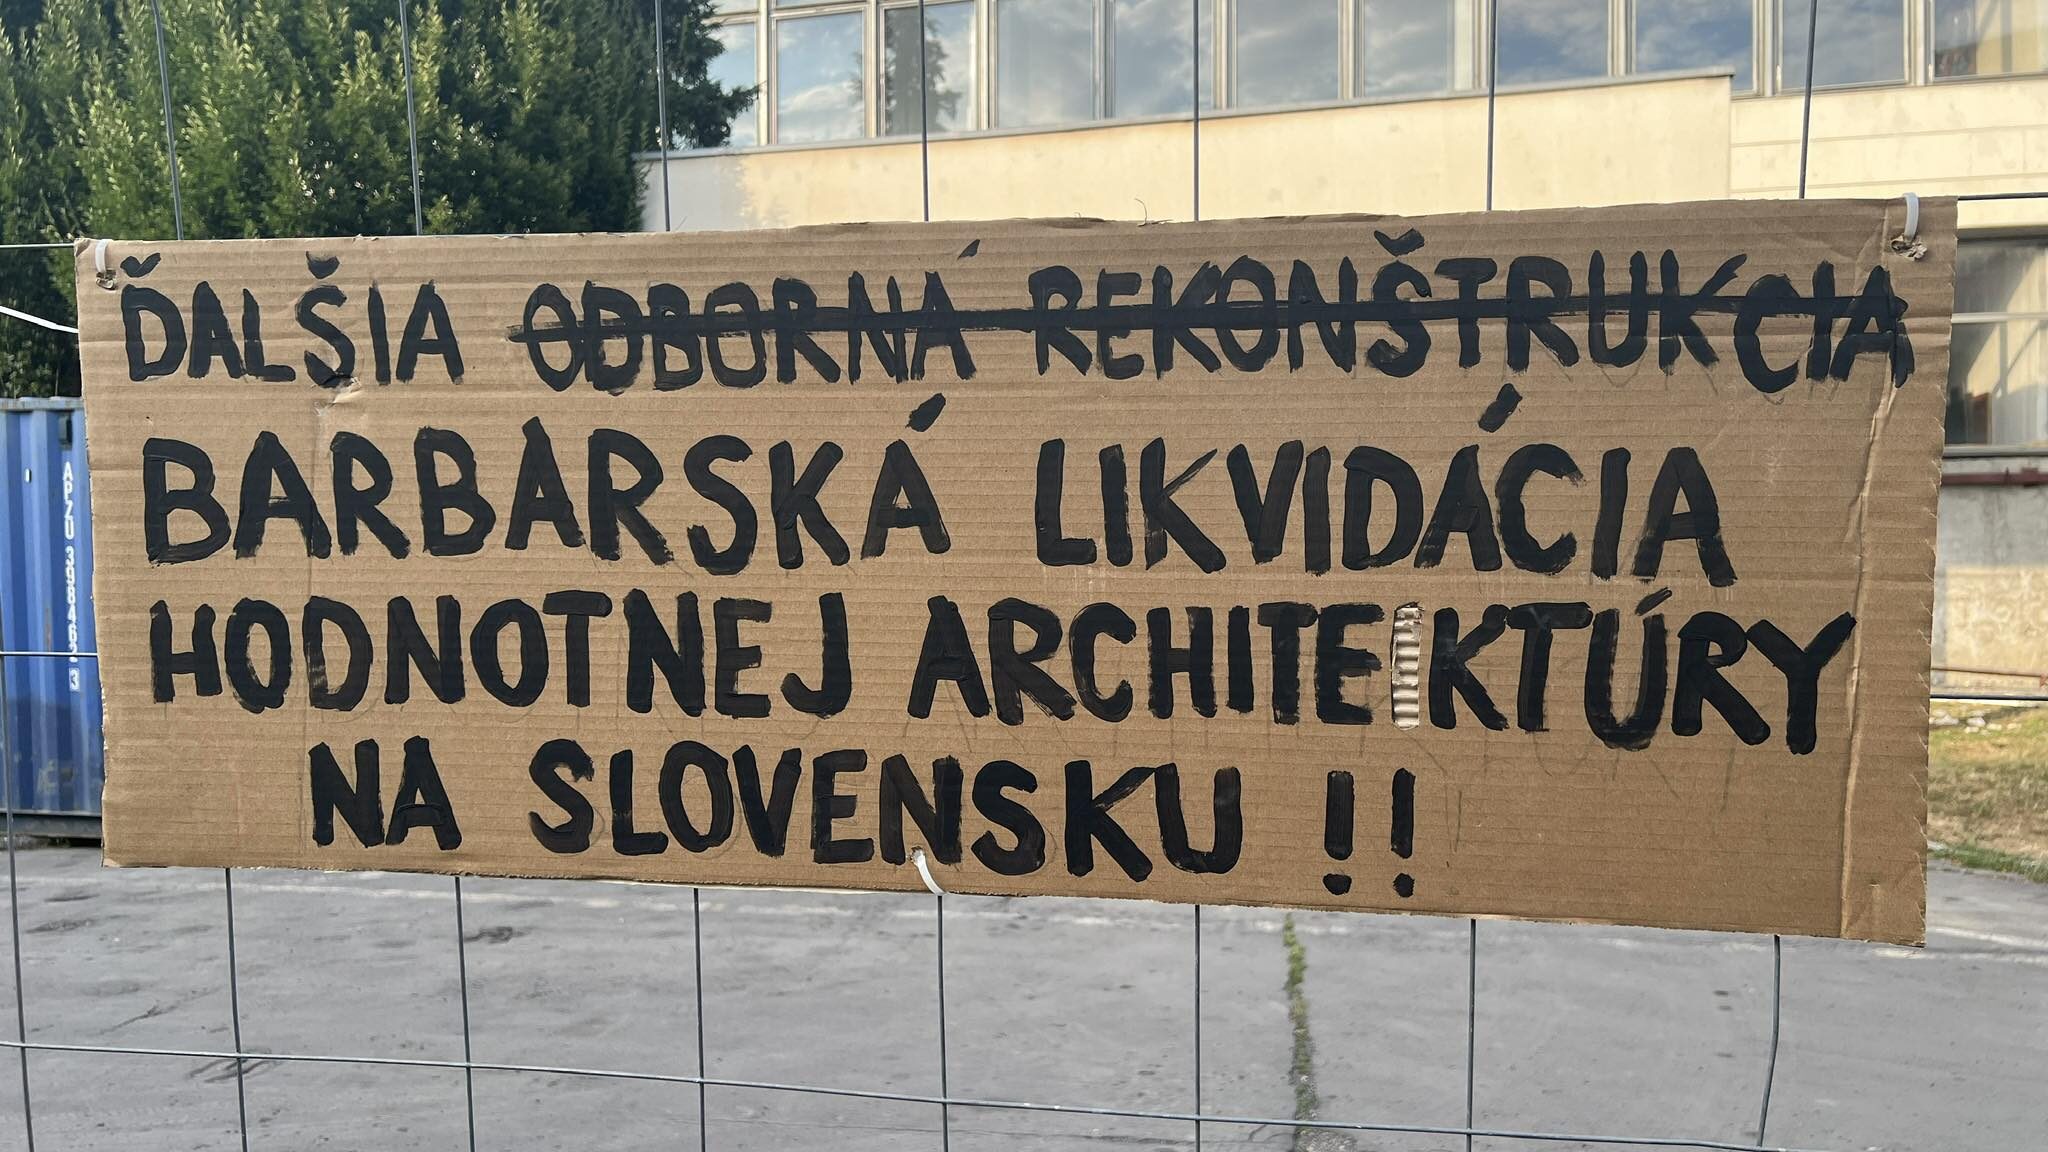 ĎALŠIA ODBORNÁ REKONŠTRUKCIA
BARBARSKÁ LIKVIDÁCIA
HODNOTNEJ ARCHITEKTÚRY
NA SLOVENSKU !!